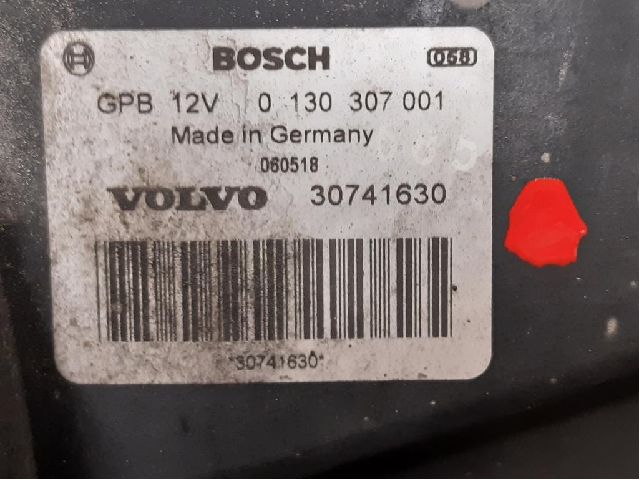 BOSCH 068
GPB 12V 0 130 307 001
Made in Germany
060518
VOLVO 30741630
*30741630*